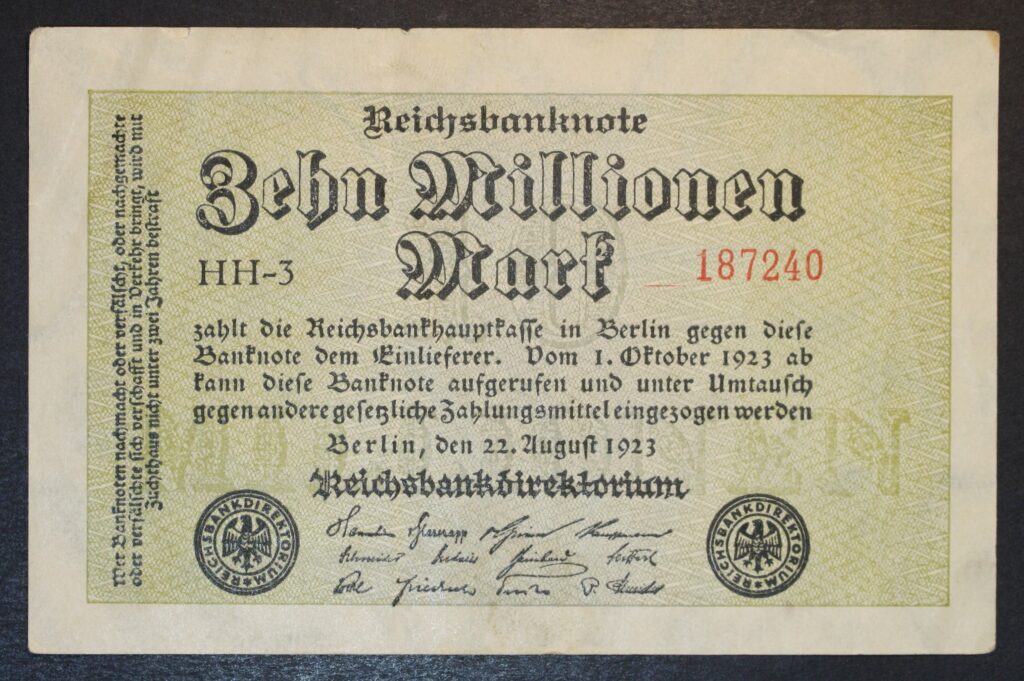 Reichsbanknote
Zehn Millionen
Mark
HH-3
187240
zahlt die Reichsbankhauptkasse in Berlin gegen diese
Banknote dem Einlieferer. Vom 1. Oktober 1923 ab
kann diese Banknote aufgerufen und unter Umtausch
gegen andere gesetzliche Zahlungsmittel eingezogen werden
Berlin, den 22. August 1923
Reichsbankdirektorium
REICHSBANKDIREKTORIUM
REICHSBANKDIREKTORIUM
Wer Banknoten nachmacht oder verfälscht, oder nachgemachte
oder verfälschte sich verschafft und in Verkehr bringt, wird mit
Zuchthaus nicht unter zwei Jahren bestraft